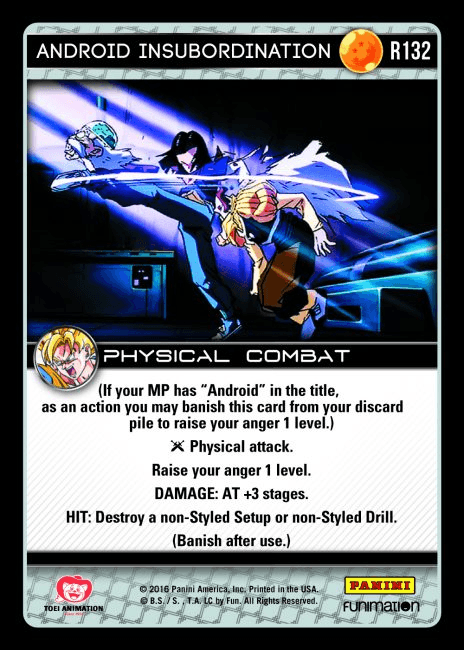 ANDROID INSUBORDINATION R132
PHYSICAL COMBAT
(If your MP has “Android” in the title,
as an action you may banish this card from your discard
pile to raise your anger 1 level.)
Physical attack.
Raise your anger 1 level.
DAMAGE: AT +3 stages.
HIT: Destroy a non-Styled Setup or non-Styled Drill.
(Banish after use.)
TOEI ANIMATION
© 2016 Panini America, Inc. Printed in the USA.
© B.S. / S. , T.A. LC by Fun. All Rights Reserved.
PANINI
FUNIMATION